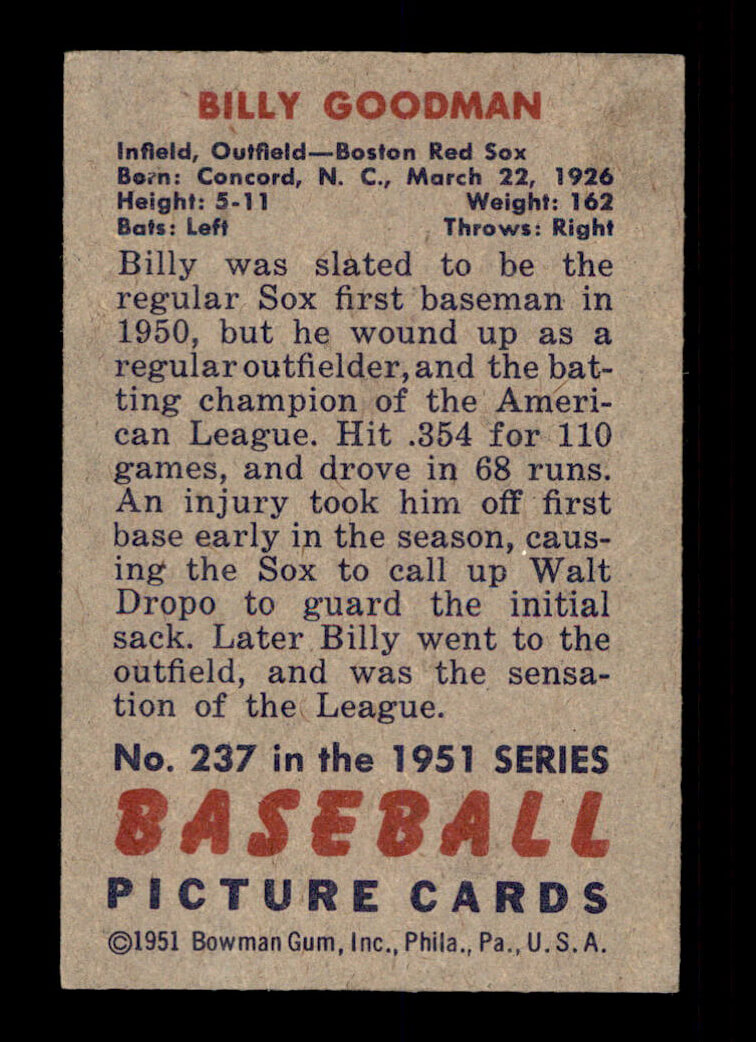 BILLY GOODMAN
Infield, Outfield—Boston Red Sox
Born: Concord, N. C., March 22, 1926
Height: 5-11 Weight: 162
Bats: Left Throws: Right
Billy was slated to be the
regular Sox first baseman in
1950, but he wound up as a
regular outfielder, and the bat-
ting champion of the Ameri-
can League. Hit .354 for 110
games, and drove in 68 runs.
An injury took him off first
base early in the season, caus-
ing the Sox to call up Walt
Dropo to guard the initial
sack. Later Billy went to the
outfield, and was the sensa-
tion of the League.
No. 237 in the 1951 SERIES
BASEBALL
PICTURE CARDS
©1951 Bowman Gum, Inc., Phila., Pa., U. S. A.